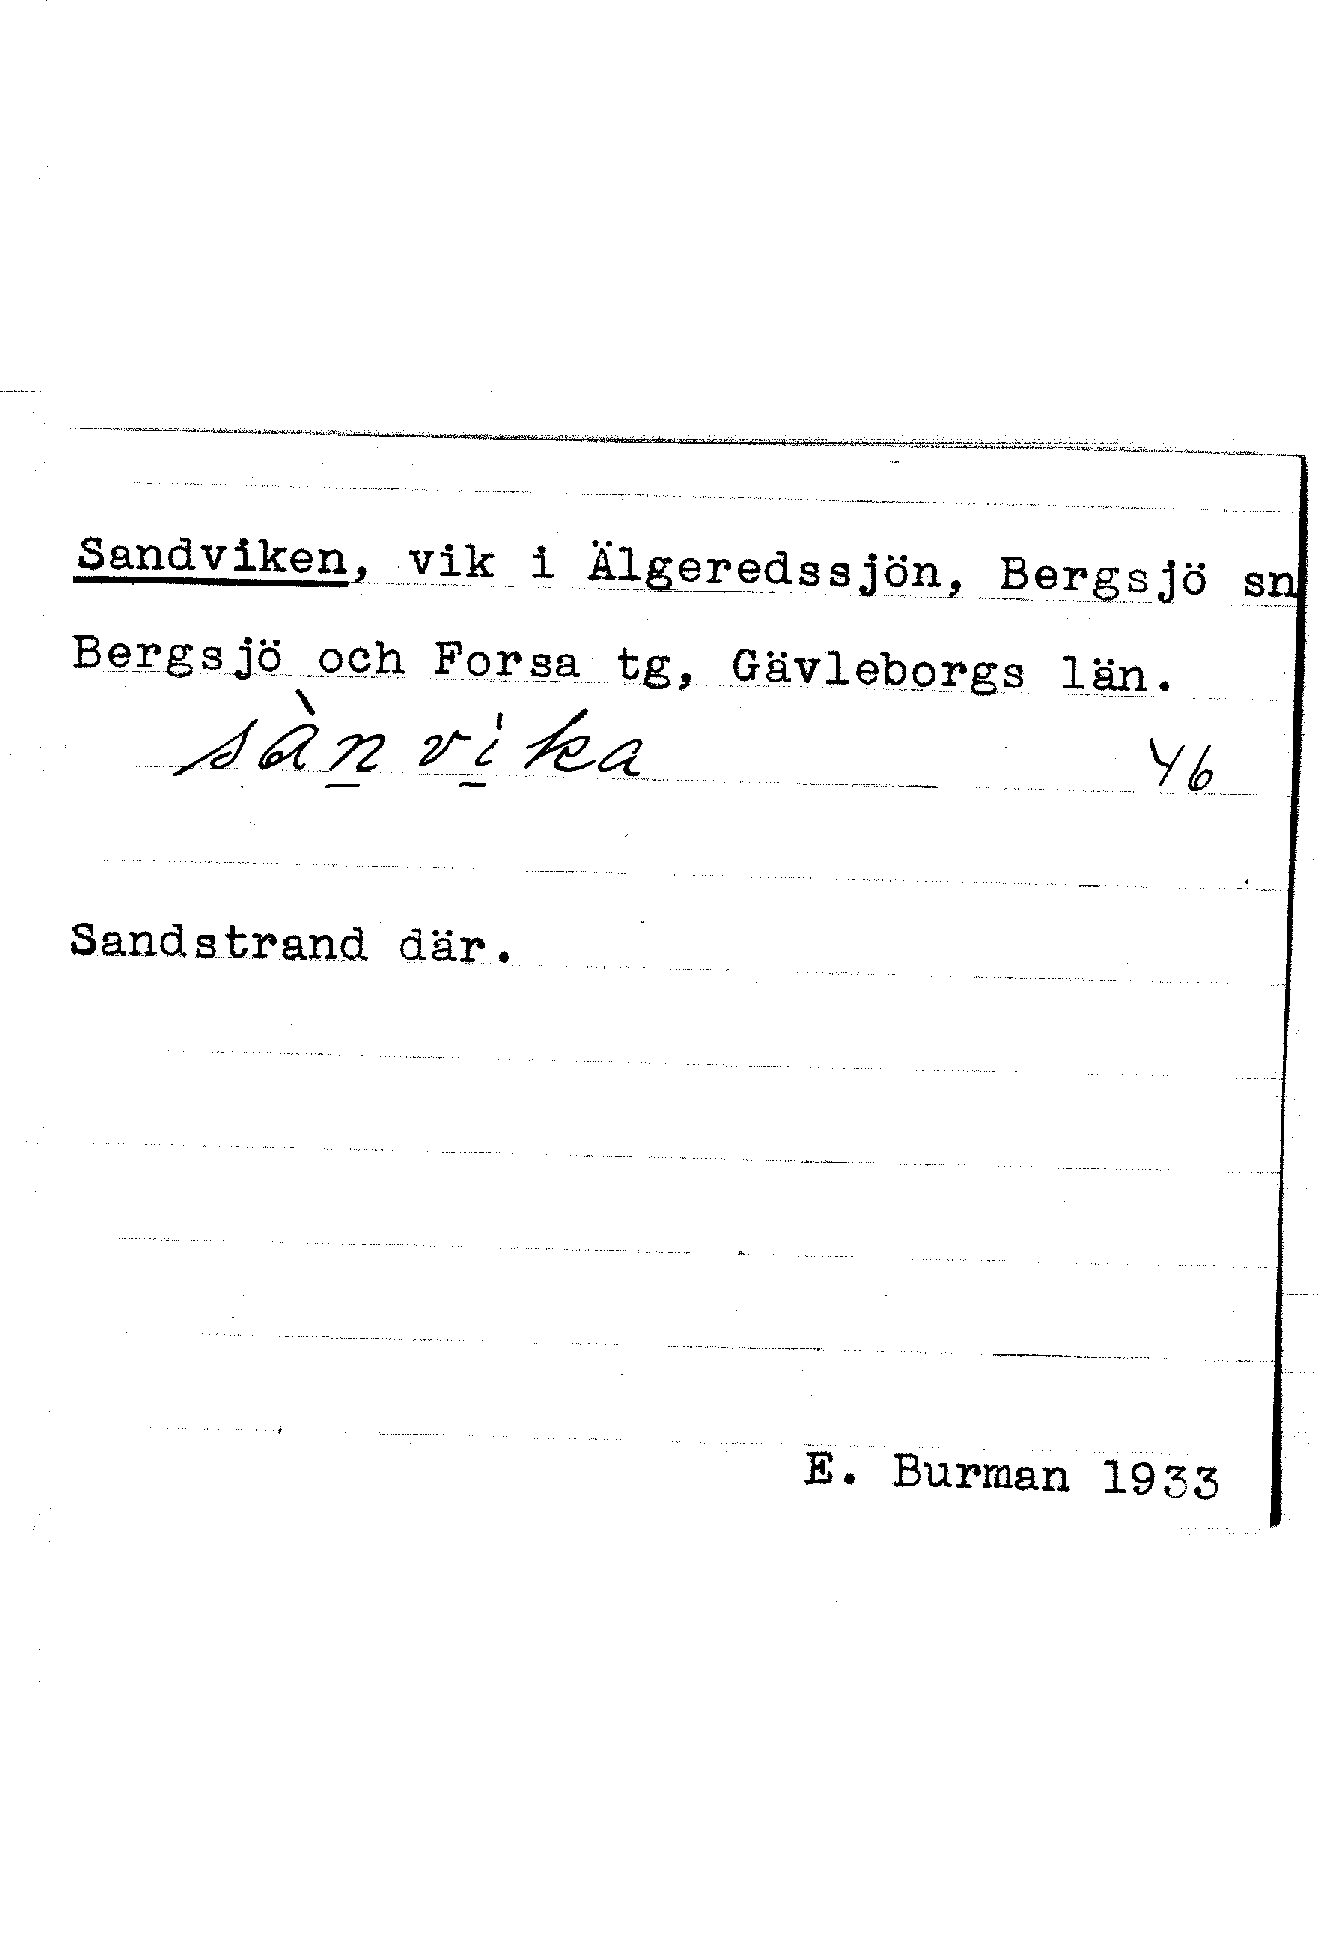 Sandviken, vik i Älgeredssjön, Bergsjö sn
Bergsjö och Forsa tg, Gävleborgs län.
sàn̲ vi̲ka 46
Sandstrand där.
E. Burman 1933